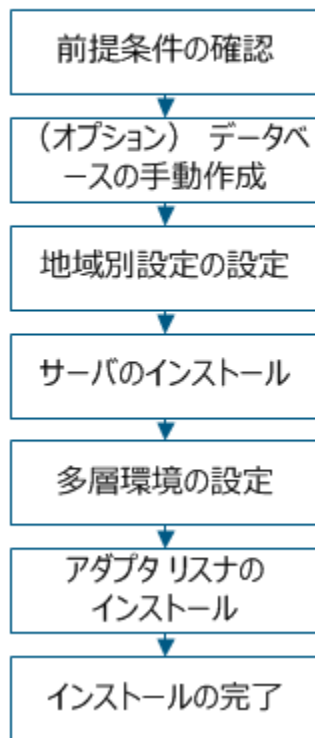 前提条件の確認
（オプション） データベ
ースの手動作成
地域別設定の設定
サーバのインストール
多層環境の設定
アダプタ リスナの
インストール
インストールの完了